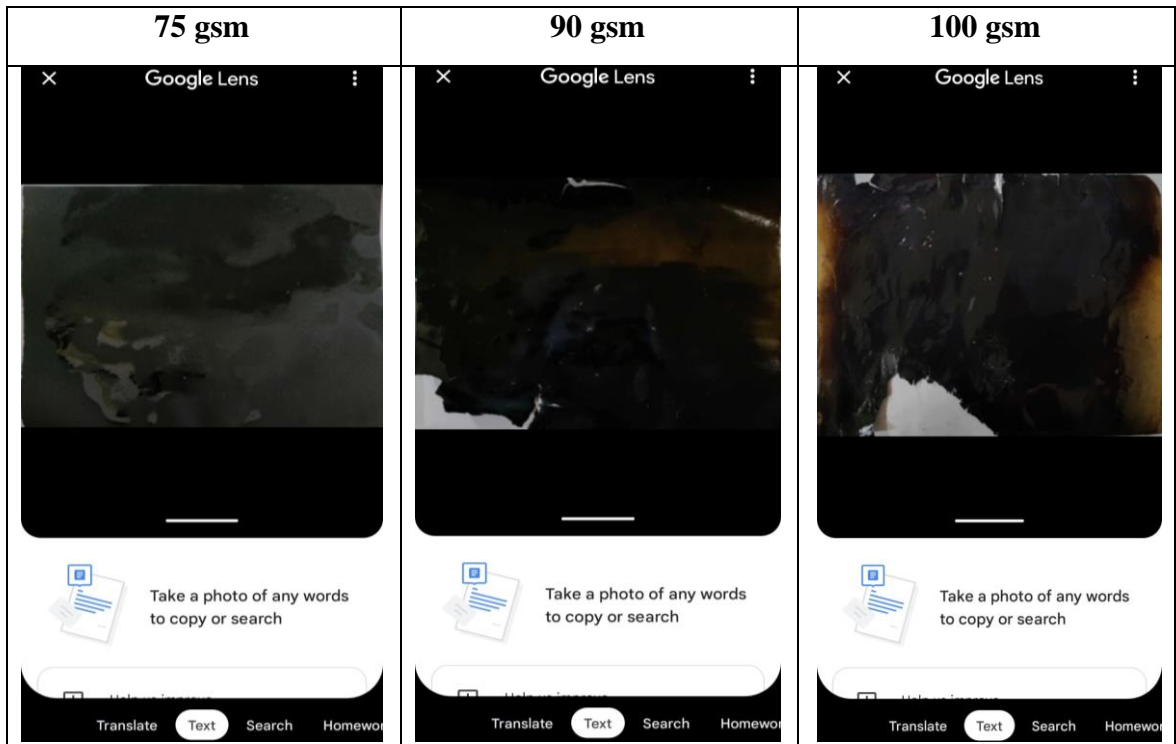 75 gsm
90 gsm
100 gsm
Google Lens
Google Lens
Google Lens
Take a photo of any words
to copy or search
Take a photo of any words
to copy or search
Take a photo of any words
to copy or search
Translate Text Search
Translate Text Search
Translate Text Search